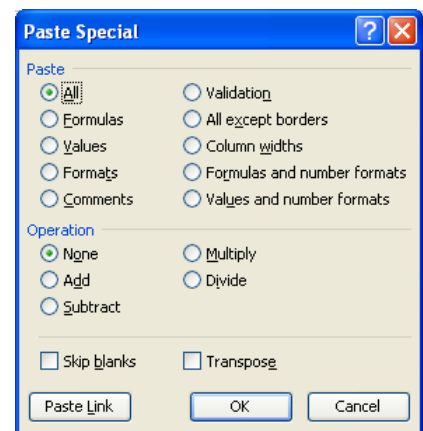 Paste Special
Paste
All
Validation
Formulas
All except borders
Values
Column widths
Formats
Formulas and number formats
Comments
Values and number formats
Operation
None
Multiply
Add
Divide
Subtract
Skip blanks
Transpose
Paste Link
OK
Cancel